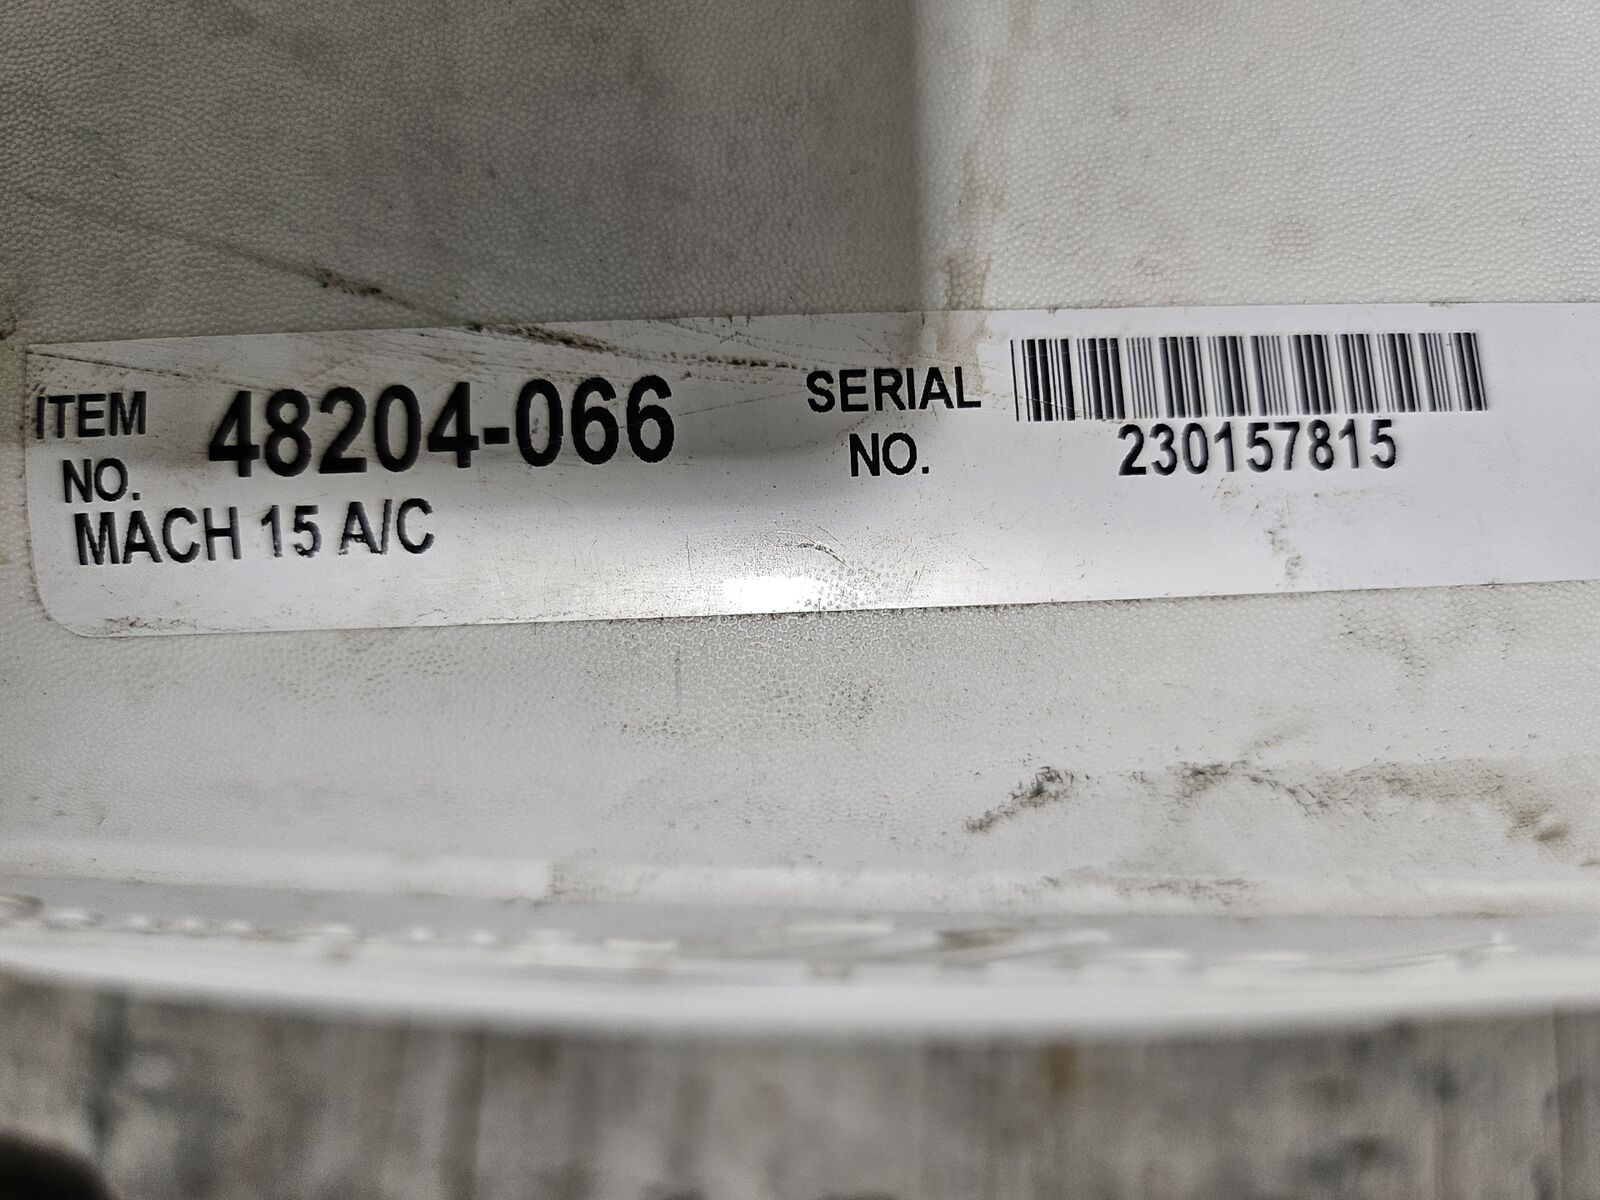 ITEM NO. 48204-066
MACH 15 A/C
SERIAL NO. 230157815